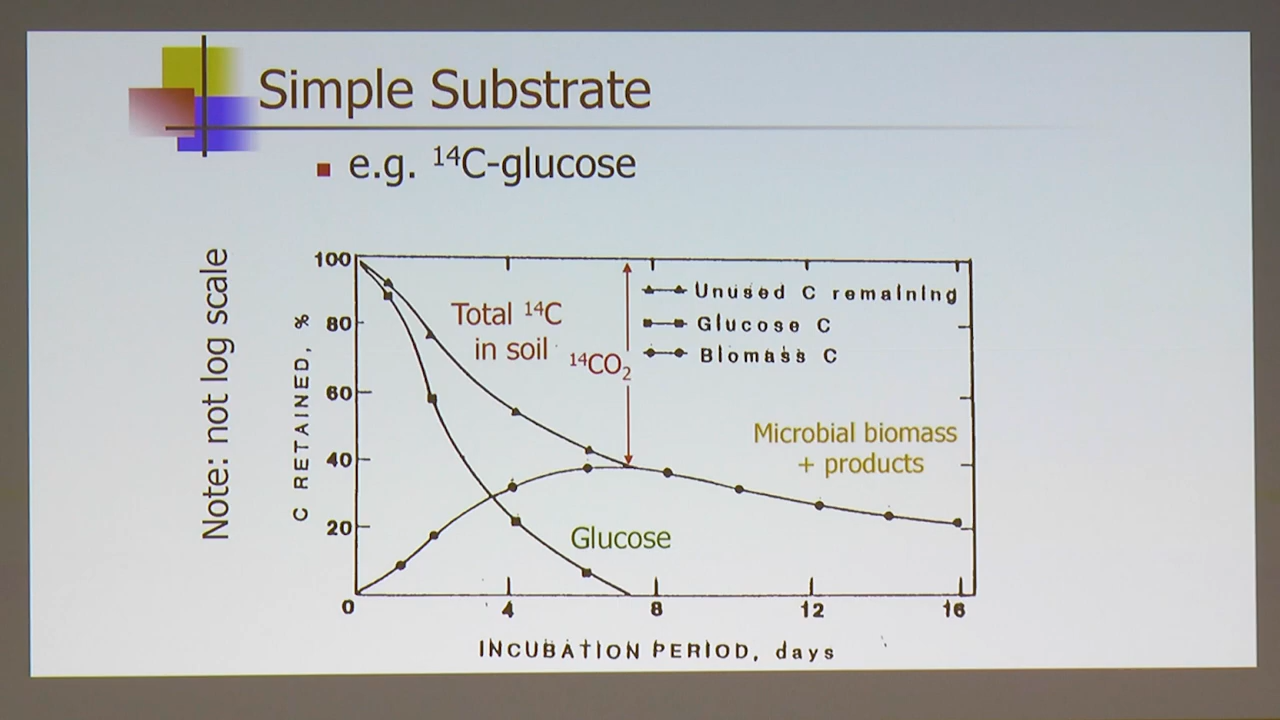 Simple Substrate
e.g. ¹⁴C-glucose
Note: not log scale
C RETAINED, %
100
80
60
40
20
0
4
8
12
16
INCUBATION PERIOD, days
Total ¹⁴C
in soil
¹⁴CO₂
Unused C remaining
Glucose C
Biomass C
Microbial biomass
+ products
Glucose